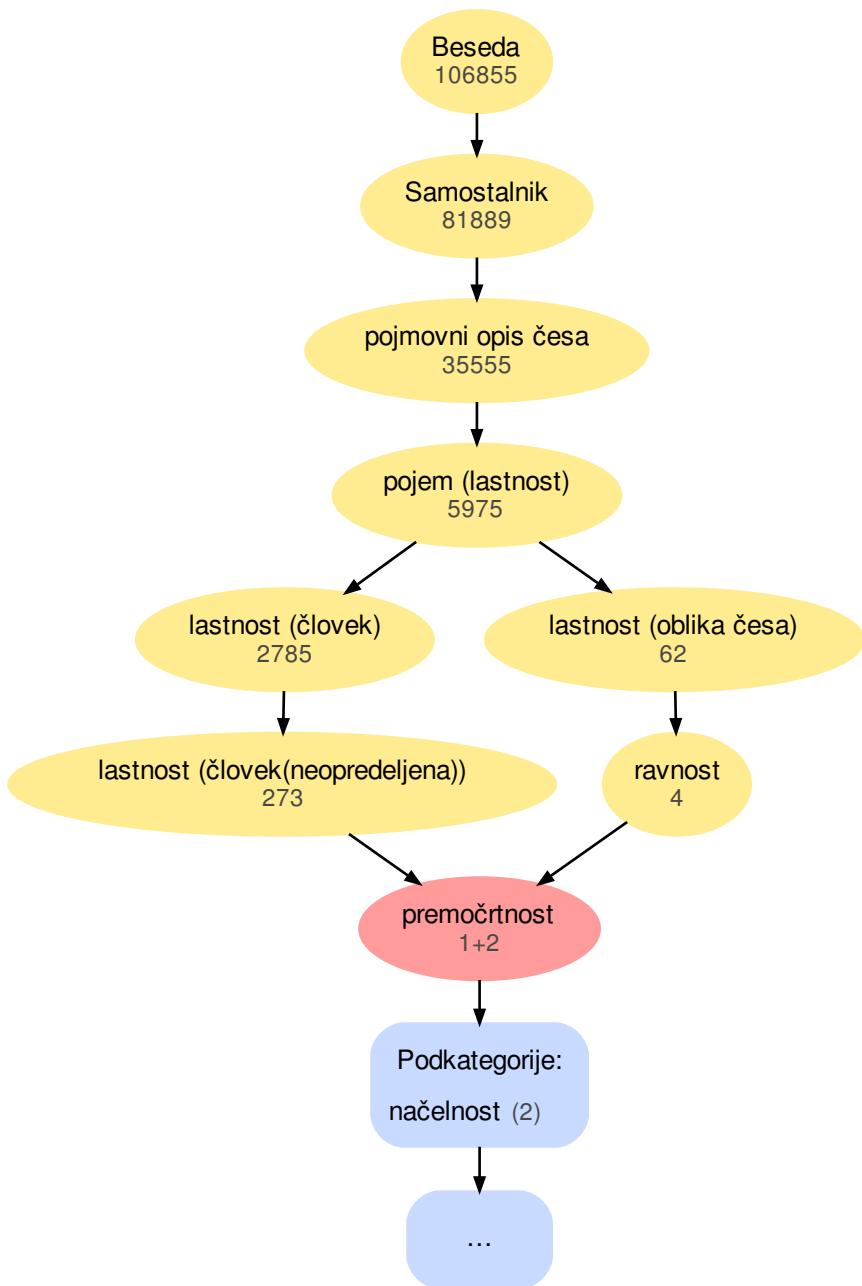 Beseda
106855
Samostalnik
81889
pojmovni opis česa
35555
pojem (lastnost)
5975
lastnost (človek)
2785
lastnost (oblika česa)
62
lastnost (človek(neopredeljena))
273
ravnost
4
premočrtnost
1+2
Podkategorije:
načelnost (2)
...